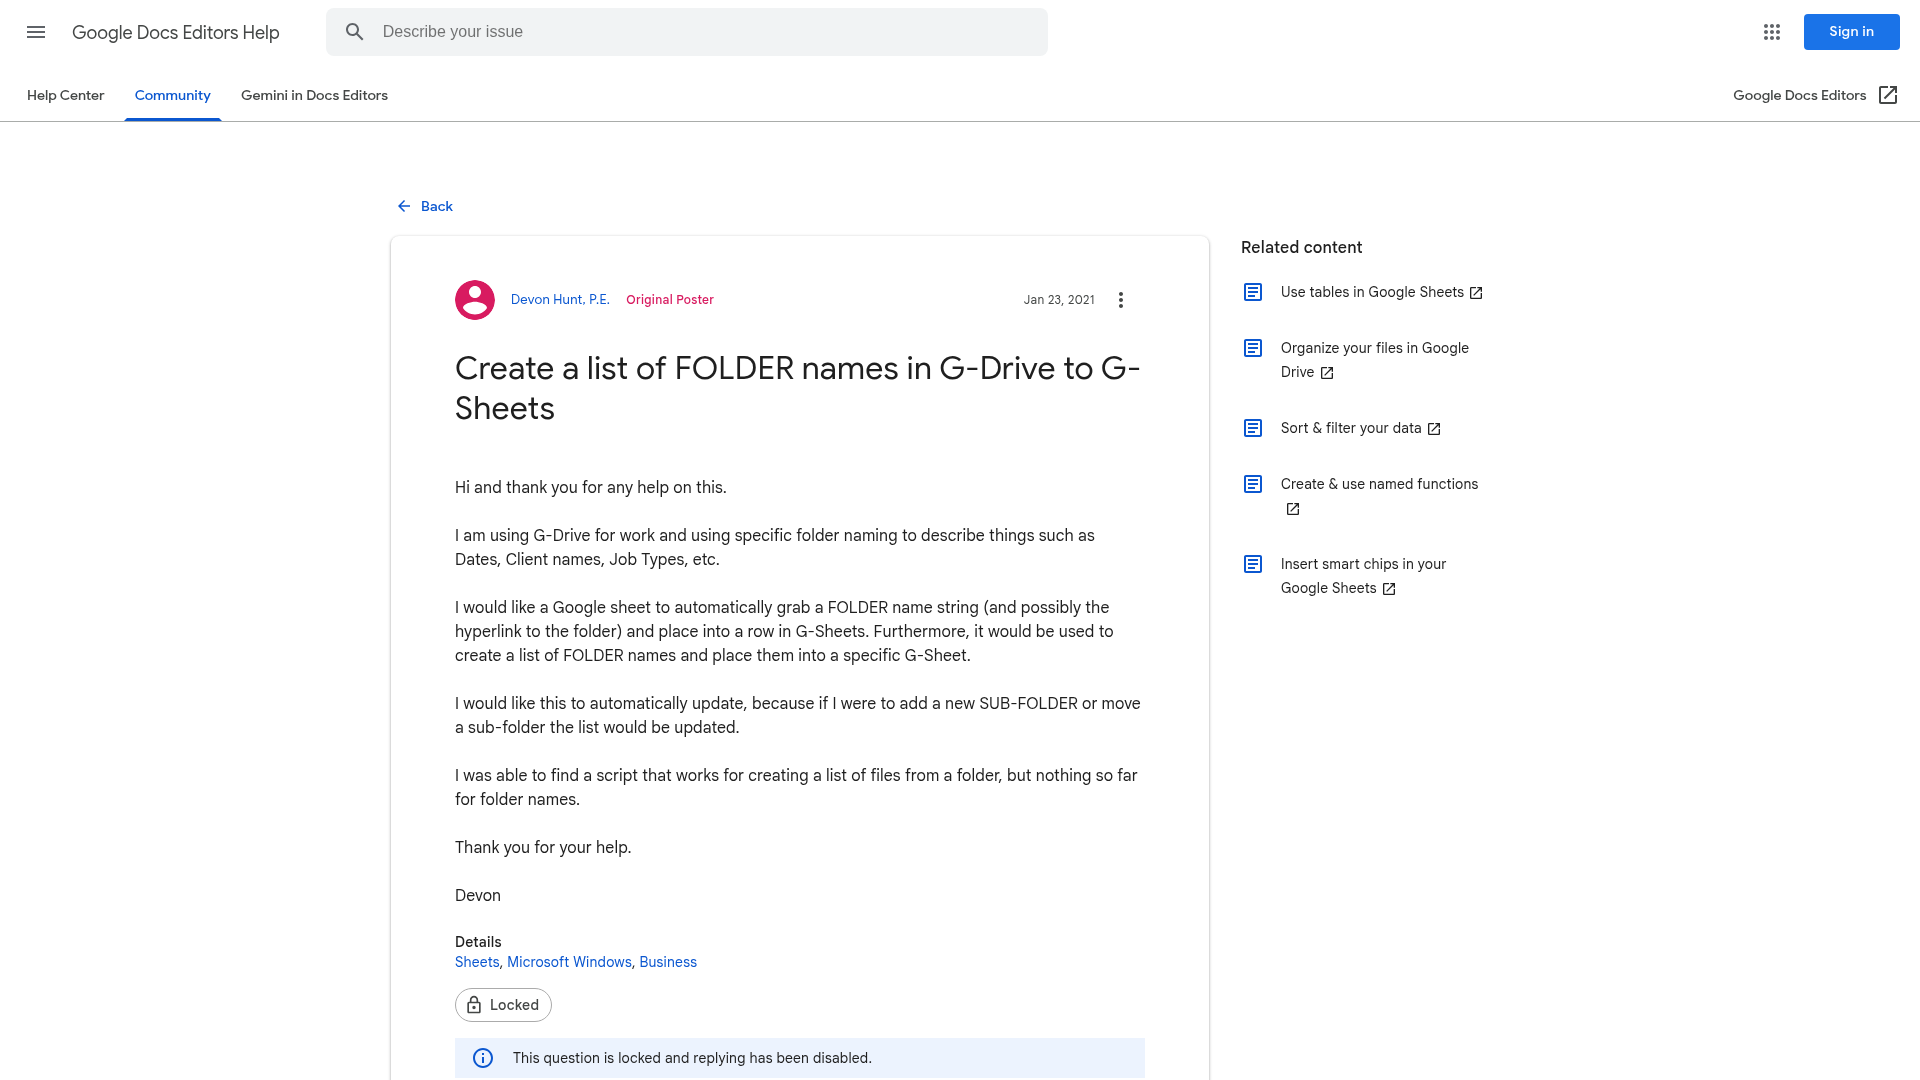 Google Docs Editors Help
Describe your issue
Sign in
Help Center
Community
Gemini in Docs Editors
Google Docs Editors
Back
Devon Hunt, P.E.
Original Poster
Jan 23, 2021
Create a list of FOLDER names in G-Drive to G-
Sheets
Hi and thank you for any help on this.
I am using G-Drive for work and using specific folder naming to describe things such as
Dates, Client names, Job Types, etc.
I would like a Google sheet to automatically grab a FOLDER name string (and possibly the
hyperlink to the folder) and place into a row in G-Sheets. Furthermore, it would be used to
create a list of FOLDER names and place them into a specific G-Sheet.
I would like this to automatically update, because if I were to add a new SUB-FOLDER or move
a sub-folder the list would be updated.
I was able to find a script that works for creating a list of files from a folder, but nothing so far
for folder names.
Thank you for your help.
Devon
Details
Sheets, Microsoft Windows, Business
Locked
This question is locked and replying has been disabled.
Related content
Use tables in Google Sheets
Organize your files in Google
Drive
Sort & filter your data
Create & use named functions
Insert smart chips in your
Google Sheets